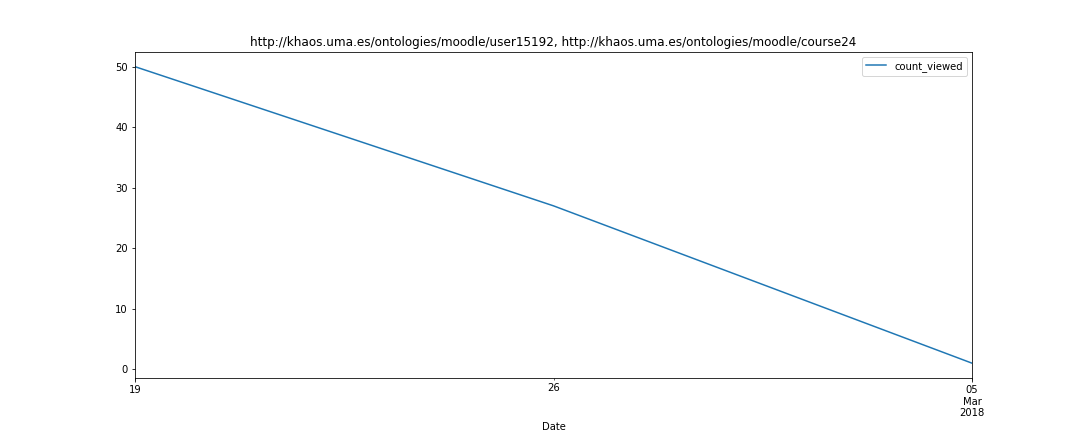 http://khaos.uma.es/ontologies/moodle/user15192, http://khaos.uma.es/ontologies/moodle/course24
count_viewed
50
40
30
20
10
0
19
26
05
Mar
2018
Date